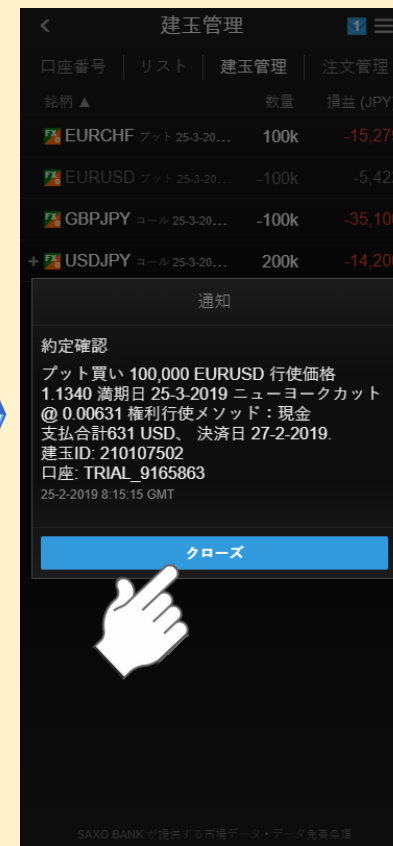 建玉管理 1
口座番号 リスト 建玉管理 注文管理
銘柄 ▲ 数量 損益 (JPY)
FX EURCHF プット 25-3-20... 100k -15,27
FX EURUSD プット 25-3-20... -100k -5,42
FX GBPJPY コール 25-3-20... -100k -35,10
+ FX USDJPY コール 25-3-20... 200k -14,20
通知
約定確認
プット買い 100,000 EURUSD 行使価格
1.1340 満期日 25-3-2019 ニューヨークカット
@ 0.00631 権利行使メソッド：現金
支払合計631 USD、 決済日 27-2-2019.
建玉ID: 210107502
口座: TRIAL_9165863
25-2-2019 8:15:15 GMT
クローズ
SAXO BANK が提供する市場データ・データ免責条項